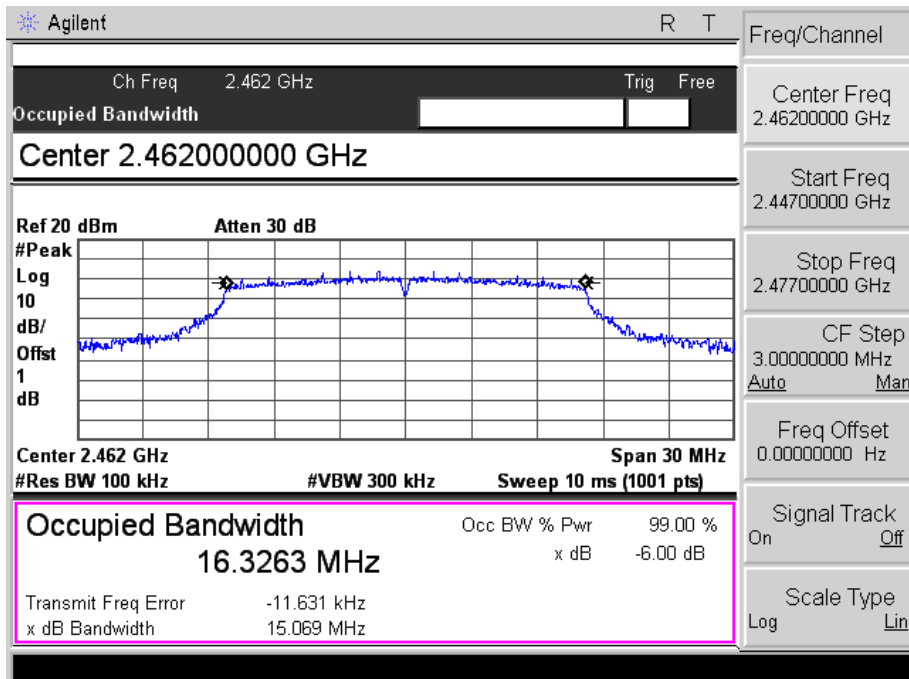 Agilent R T
Ch Freq 2.462 GHz Trig Free
Occupied Bandwidth
Center 2.462000000 GHz
Ref 20 dBm Atten 30 dB
#Peak
Log
10
dB/
Offst
1
dB
Center 2.462 GHz Span 30 MHz
#Res BW 100 kHz #VBW 300 kHz Sweep 10 ms (1001 pts)
Occupied Bandwidth Occ BW % Pwr 99.00 %
16.3263 MHz x dB -6.00 dB
Transmit Freq Error -11.631 kHz
x dB Bandwidth 15.069 MHz
Freq/Channel
Center Freq
2.46200000 GHz
Start Freq
2.44700000 GHz
Stop Freq
2.47700000 GHz
CF Step
3.00000000 MHz
Auto Man
Freq Offset
0.00000000 Hz
Signal Track
On Off
Scale Type
Log Lin